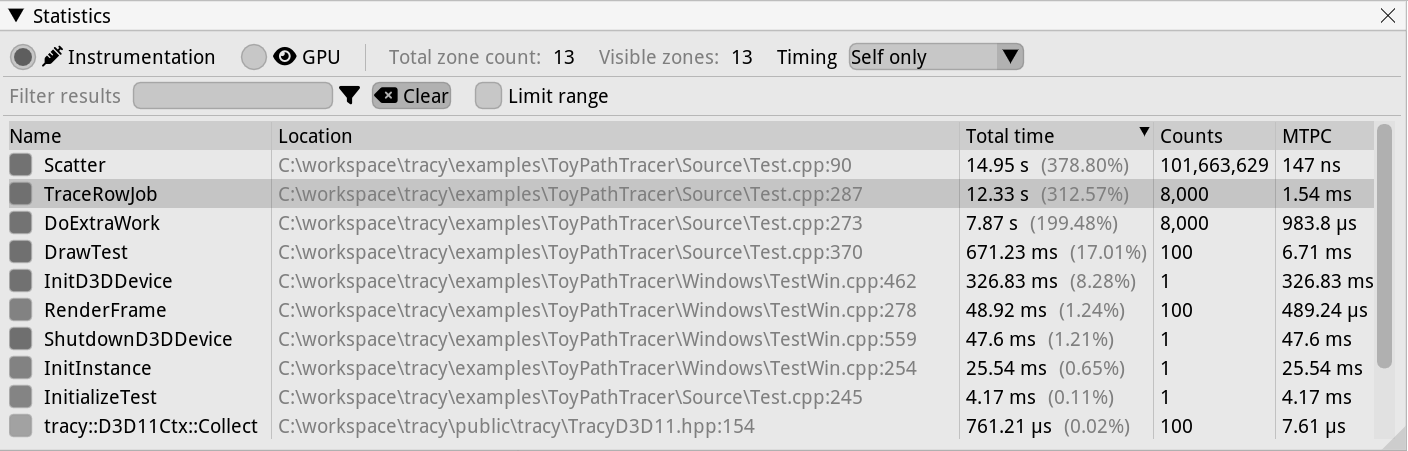 Statistics
Instrumentation GPU Total zone count: 13 Visible zones: 13 Timing Self only
Filter results Clear Limit range
Name Location Total time Counts MTPC
Scatter C:\workspace\tracy\examples\ToyPathTracer\Source\Test.cpp:90 14.95 s (378.80%) 101,663,629 147 ns
TraceRowJob C:\workspace\tracy\examples\ToyPathTracer\Source\Test.cpp:287 12.33 s (312.57%) 8,000 1.54 ms
DoExtraWork C:\workspace\tracy\examples\ToyPathTracer\Source\Test.cpp:273 7.87 s (199.48%) 8,000 983.8 µs
DrawTest C:\workspace\tracy\examples\ToyPathTracer\Source\Test.cpp:370 671.23 ms (17.01%) 100 6.71 ms
InitD3DDevice C:\workspace\tracy\examples\ToyPathTracer\Windows\TestWin.cpp:462 326.83 ms (8.28%) 1 326.83 ms
RenderFrame C:\workspace\tracy\examples\ToyPathTracer\Windows\TestWin.cpp:278 48.92 ms (1.24%) 100 489.24 µs
ShutdownD3DDevice C:\workspace\tracy\examples\ToyPathTracer\Windows\TestWin.cpp:559 47.6 ms (1.21%) 1 47.6 ms
InitInstance C:\workspace\tracy\examples\ToyPathTracer\Windows\TestWin.cpp:254 25.54 ms (0.65%) 1 25.54 ms
InitializeTest C:\workspace\tracy\examples\ToyPathTracer\Source\Test.cpp:245 4.17 ms (0.11%) 1 4.17 ms
tracy::D3D11Ctx::Collect C:\workspace\tracy\public\tracy\TracyD3D11.hpp:154 761.21 µs (0.02%) 100 7.61 µs